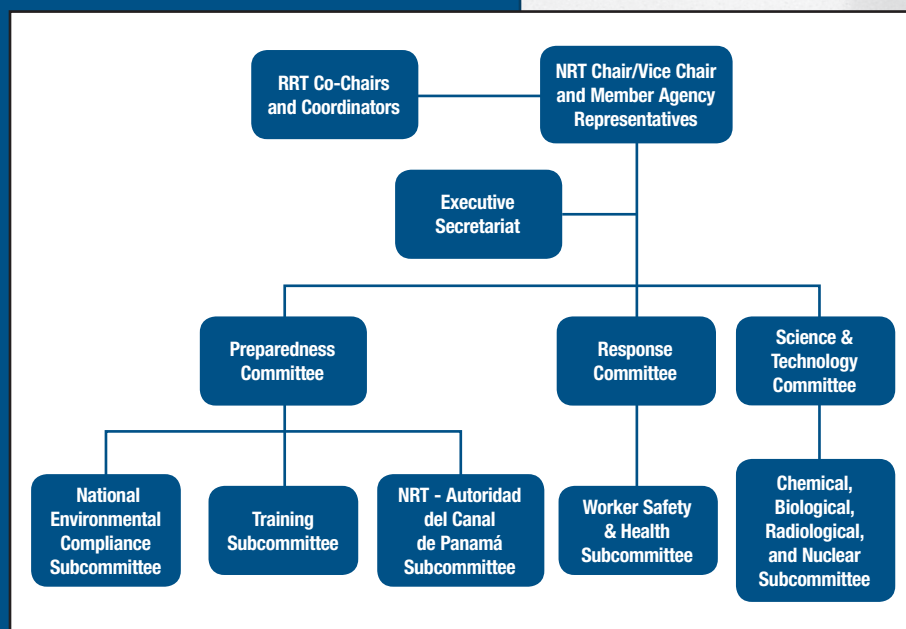 RRT Co-Chairs
and Coordinators
NRT Chair/Vice Chair
and Member Agency
Representatives
Executive
Secretariat
Preparedness
Committee
Response
Committee
Science &
Technology
Committee
National
Environmental
Compliance
Subcommittee
Training
Subcommittee
NRT - Autoridad
del Canal
de Panamá
Subcommittee
Worker Safety
& Health
Subcommittee
Chemical,
Biological,
Radiological,
and Nuclear
Subcommittee